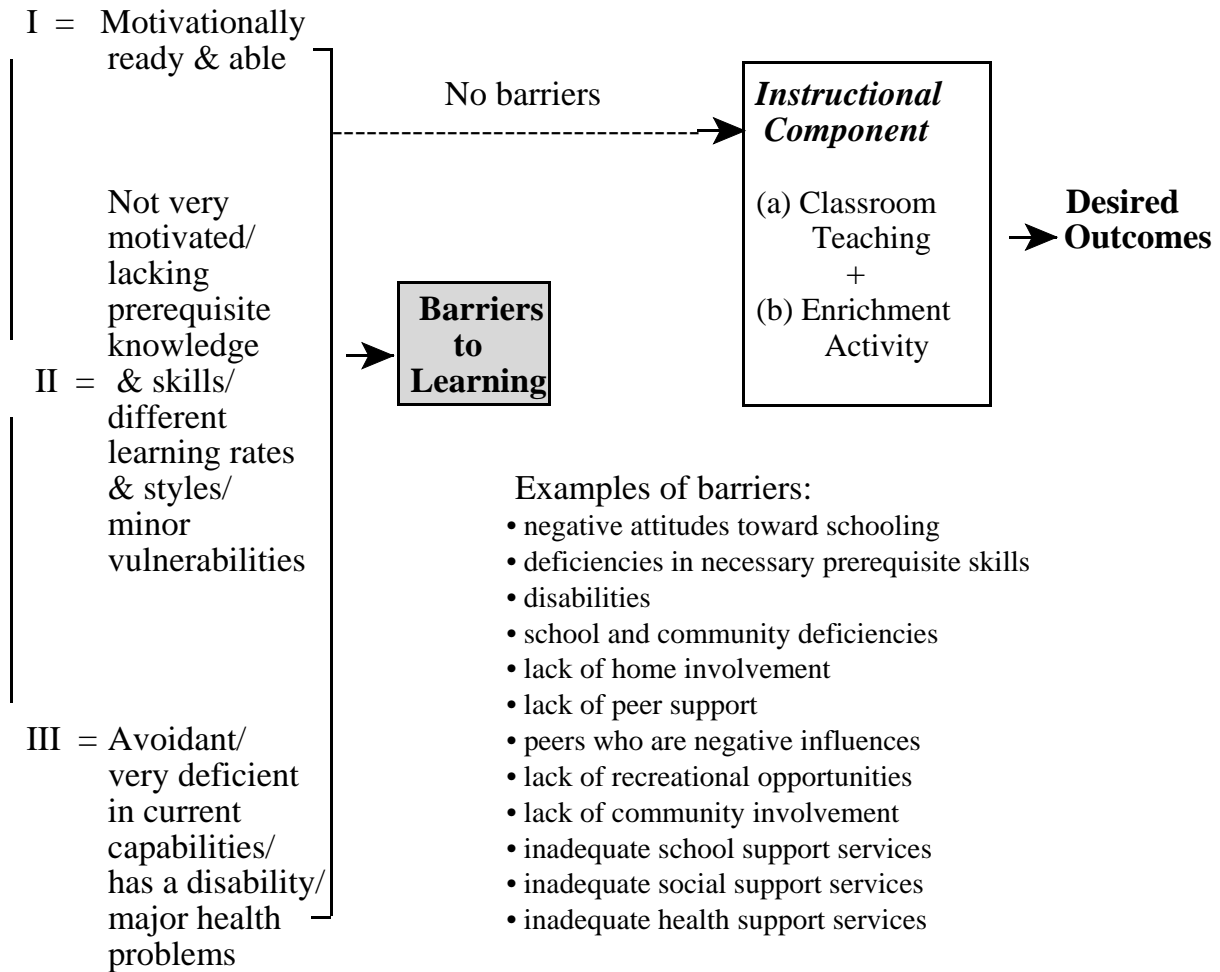 I = Motivationally
ready & able
No barriers
Instructional
Component
(a) Classroom
Teaching
+
(b) Enrichment
Activity
Desired
Outcomes
Not very
motivated/
lacking
prerequisite
knowledge
II = & skills/
different
learning rates
& styles/
minor
vulnerabilities
Barriers
to
Learning
III = Avoidant/
very deficient
in current
capabilities/
has a disability/
major health
problems
Examples of barriers:
• negative attitudes toward schooling
• deficiencies in necessary prerequisite skills
• disabilities
• school and community deficiencies
• lack of home involvement
• lack of peer support
• peers who are negative influences
• lack of recreational opportunities
• lack of community involvement
• inadequate school support services
• inadequate social support services
• inadequate health support services